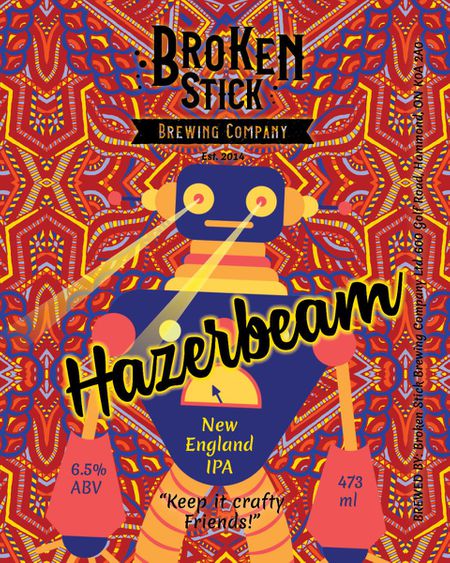 BROKEN
STICK
BREWING COMPANY
Est. 2014
Hazerbeam
New
England
IPA
6.5%
ABV
473
ml
"Keep it crafty
Friends!"
BREWED BY: Broken Stick Brewing Company Ltd 600 Golf Road, Hammond, ON K0A 2A0